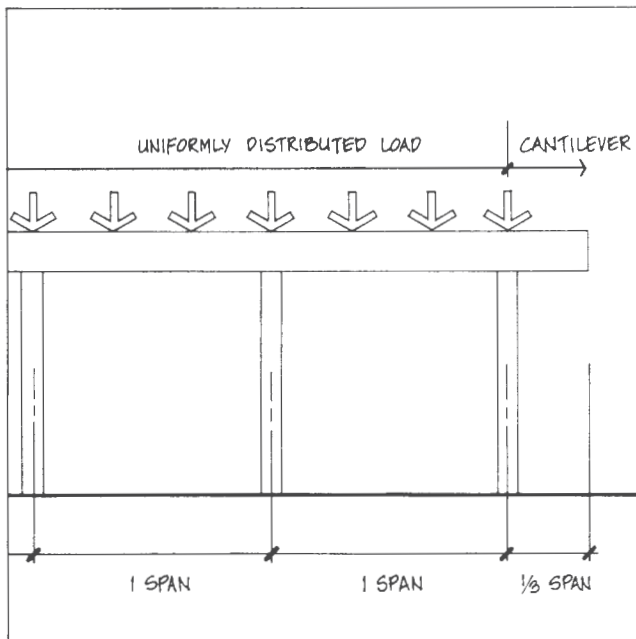 UNIFORMLY DISTRIBUTED LOAD
CANTILEVER
1 SPAN
1 SPAN
1/3 SPAN